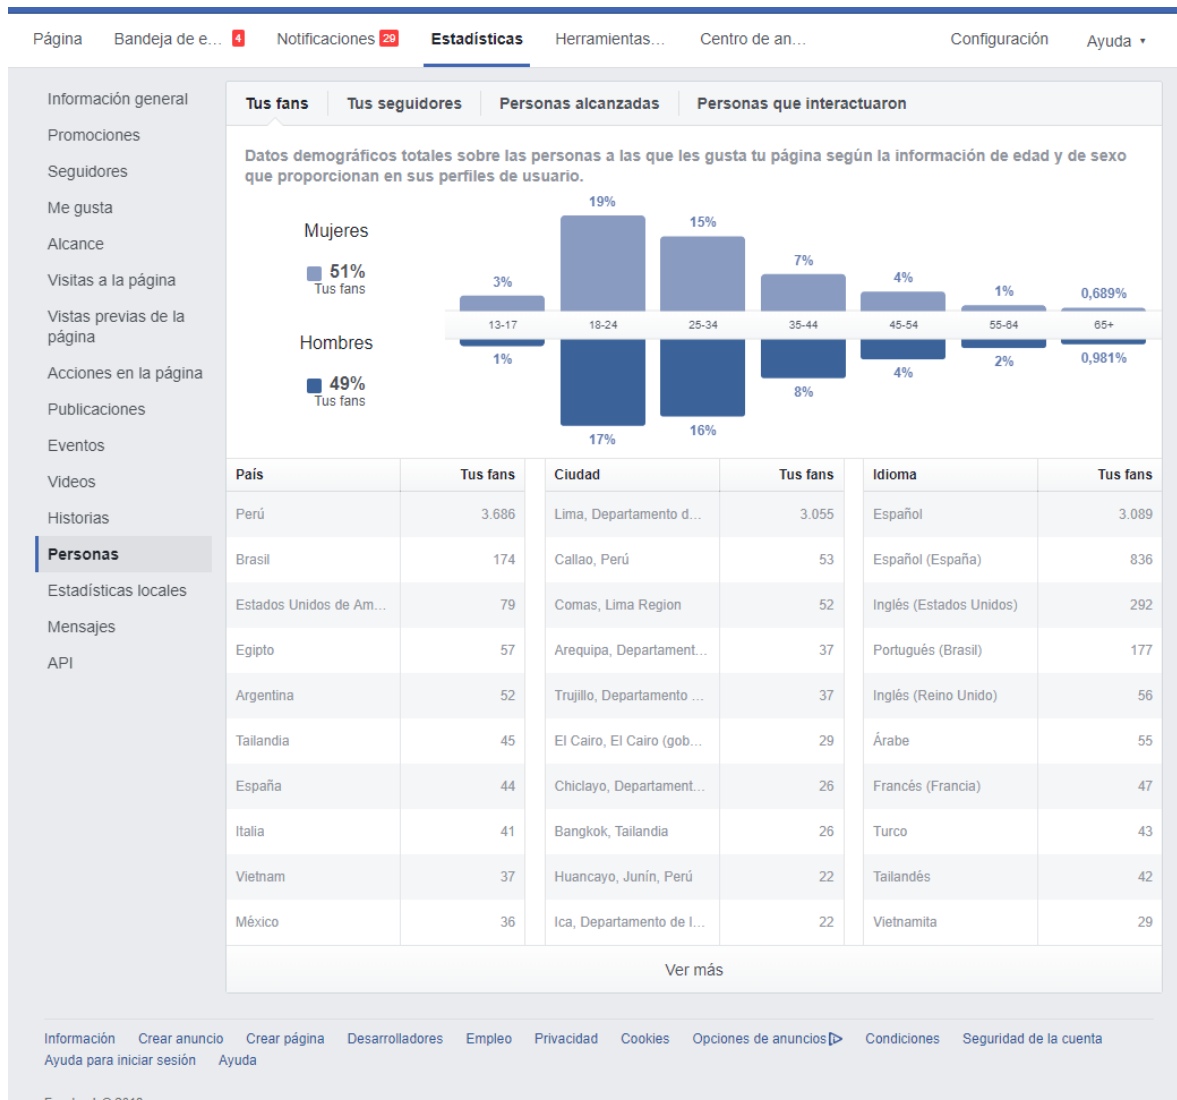 Página Bandeja de e... 4 Notificaciones 29 Estadísticas Herramientas... Centro de an... Configuración Ayuda
Información general
Promociones
Seguidores
Me gusta
Alcance
Visitas a la página
Vistas previas de la
página
Acciones en la página
Publicaciones
Eventos
Videos
Historias
Personas
Estadísticas locales
Mensajes
API
Tus fans Tus seguidores Personas alcanzadas Personas que interactuaron
Datos demográficos totales sobre las personas a las que les gusta tu página según la información de edad y de sexo
que proporcionan en sus perfiles de usuario.
Mujeres
51%
Tus fans
3% 19% 15% 7% 4% 1% 0,689%
13-17 18-24 25-34 35-44 45-54 55-64 65+
Hombres
49%
Tus fans
1% 17% 16% 8% 4% 2% 0,981%
País Tus fans Ciudad Tus fans Idioma Tus fans
Perú 3.686 Lima, Departamento d... 3.055 Español 3.089
Brasil 174 Callao, Perú 53 Español (España) 836
Estados Unidos de Am... 79 Comas, Lima Region 52 Inglés (Estados Unidos) 292
Egipto 57 Arequipa, Departament... 37 Portugués (Brasil) 177
Argentina 52 Trujillo, Departamento ... 37 Inglés (Reino Unido) 56
Tailandia 45 El Cairo, El Cairo (gob... 29 Árabe 55
España 44 Chiclayo, Departament... 26 Francés (Francia) 47
Italia 41 Bangkok, Tailandia 26 Turco 43
Vietnam 37 Huancayo, Junín, Perú 22 Tailandés 42
México 36 Ica, Departamento de I... 22 Vietnamita 29
Ver más
Información Crear anuncio Crear página Desarrolladores Empleo Privacidad Cookies Opciones de anuncios Condiciones Seguridad de la cuenta
Ayuda para iniciar sesión Ayuda